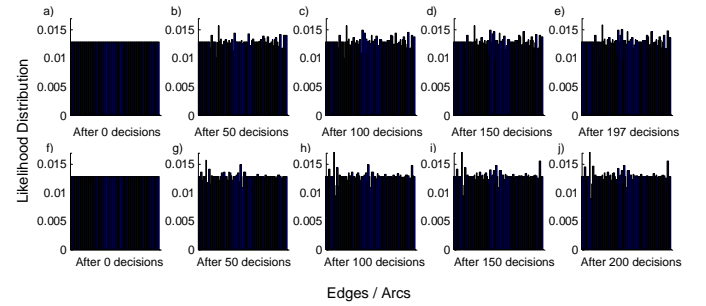 a) b) c) d) e)
0.015 0.015 0.015 0.015 0.015
0.01 0.01 0.01 0.01 0.01
0.005 0.005 0.005 0.005 0.005
0 0 0 0 0
After 0 decisions After 50 decisions After 100 decisions After 150 decisions After 197 decisions
Likelihood Distribution
f) g) h) i) j)
0.015 0.015 0.015 0.015 0.015
0.01 0.01 0.01 0.01 0.01
0.005 0.005 0.005 0.005 0.005
0 0 0 0 0
After 0 decisions After 50 decisions After 100 decisions After 150 decisions After 200 decisions
Edges / Arcs